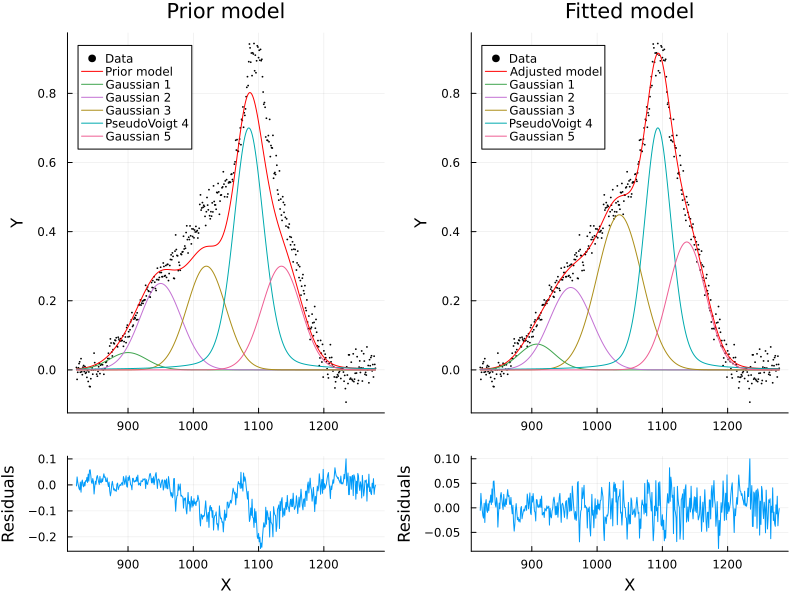 Prior model
Data
Prior model
Gaussian 1
Gaussian 2
Gaussian 3
PseudoVoigt 4
Gaussian 5
Y
0.8
0.6
0.4
0.2
0.0
900 1000 1100 1200
Residuals
0.1
0.0
−0.1
−0.2
900 1000 1100 1200
X
Fitted model
Data
Adjusted model
Gaussian 1
Gaussian 2
Gaussian 3
PseudoVoigt 4
Gaussian 5
Y
0.8
0.6
0.4
0.2
0.0
900 1000 1100 1200
Residuals
0.10
0.05
0.00
−0.05
900 1000 1100 1200
X